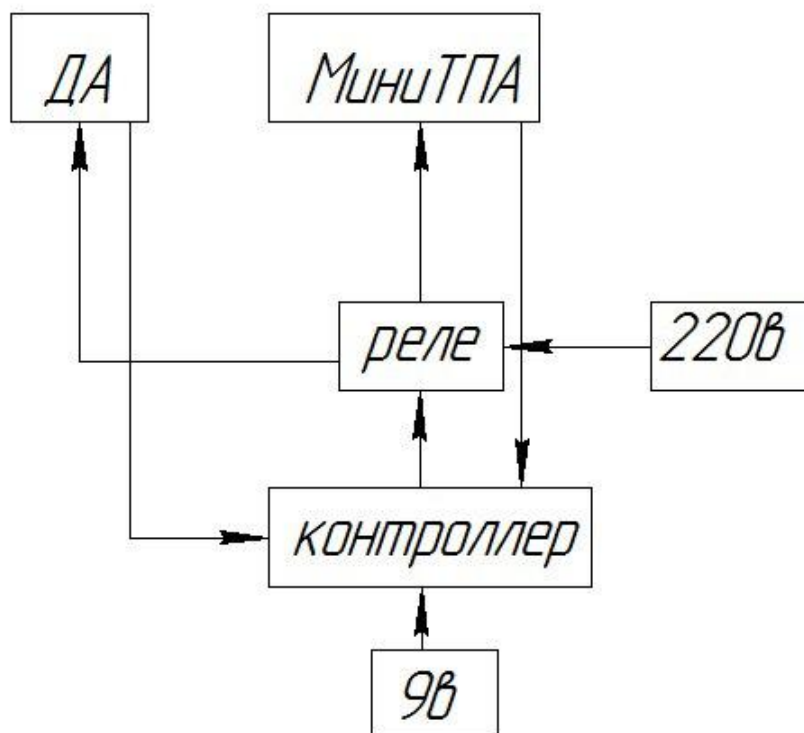 ДА
МиниТПА
реле
220в
контроллер
9в